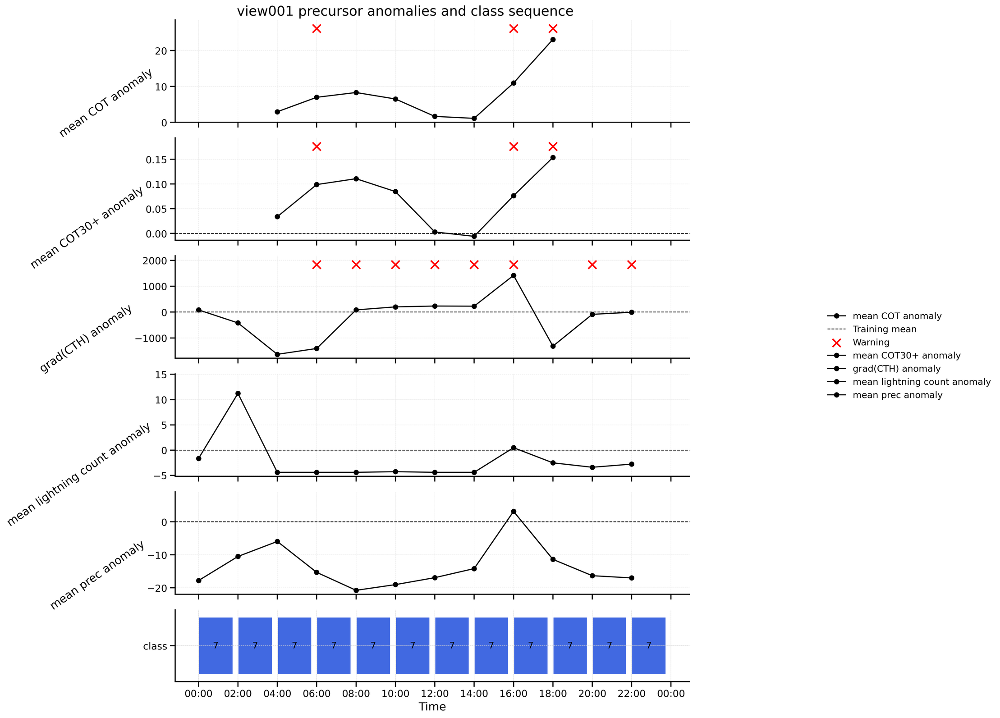 view001 precursor anomalies and class sequence
20
10
0
mean COT anomaly
0.15
0.10
0.05
0.00
mean COT30+ anomaly
2000
1000
0
−1000
grad(CTH) anomaly
15
10
5
0
−5
mean lightning count anomaly
0
−10
−20
mean prec anomaly
class
7 7 7 7 7 7 7 7 7 7 7 7
00:00 02:00 04:00 06:00 08:00 10:00 12:00 14:00 16:00 18:00 20:00 22:00 00:00
Time
mean COT anomaly
Training mean
Warning
mean COT30+ anomaly
grad(CTH) anomaly
mean lightning count anomaly
mean prec anomaly